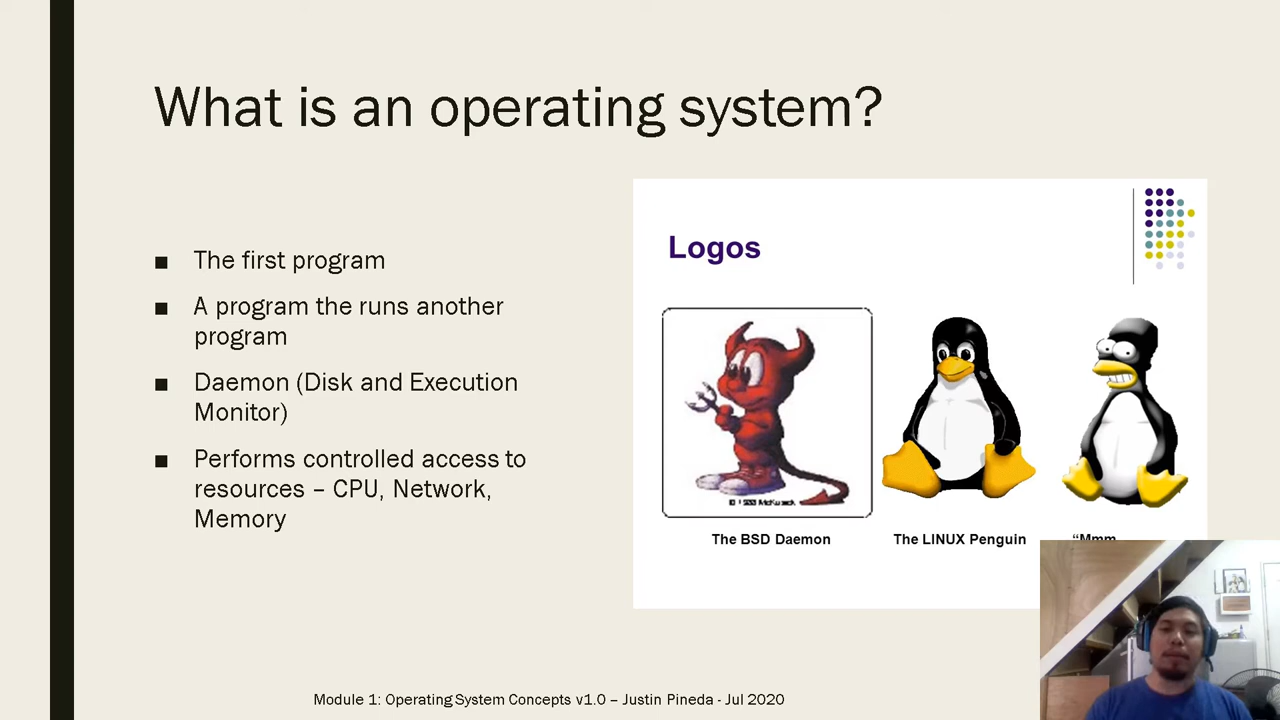 What is an operating system?
■ The first program
■ A program the runs another
program
■ Daemon (Disk and Execution
Monitor)
■ Performs controlled access to
resources – CPU, Network,
Memory
Logos
The BSD Daemon
The LINUX Penguin
“Mmm
Module 1: Operating System Concepts v1.0 – Justin Pineda - Jul 2020